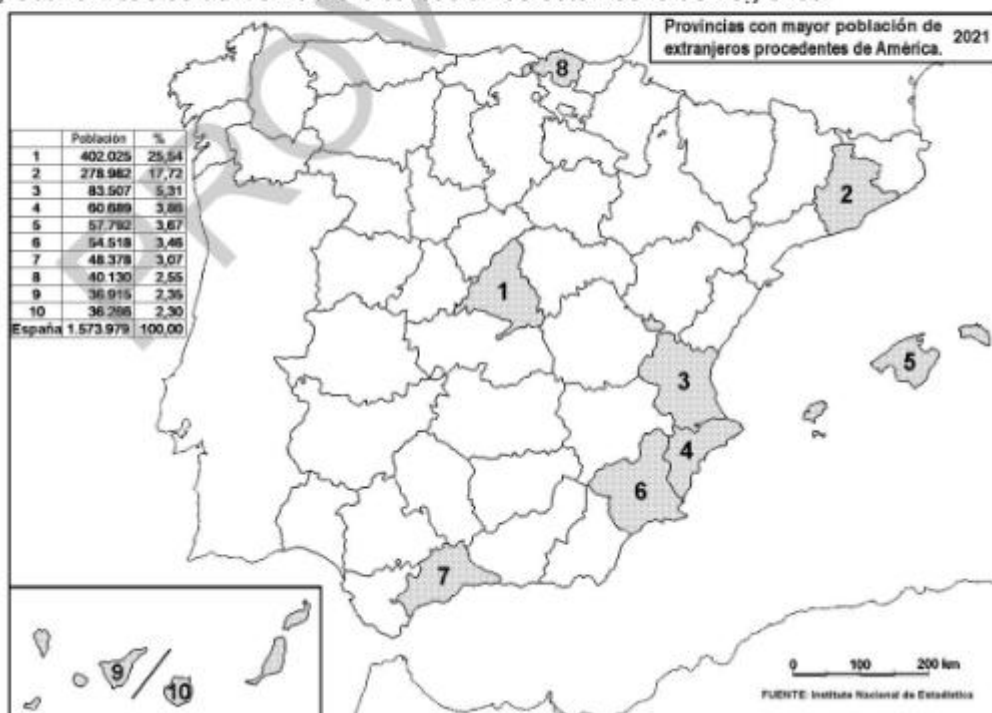 Provincias con mayor población de
extranjeros procedentes de América. 2021
Población %
1 402.025 25,54
2 278.982 17,72
3 83.507 5,31
4 60.689 3,86
5 57.792 3,67
6 54.518 3,46
7 48.378 3,07
8 40.130 2,55
9 36.915 2,35
10 36.266 2,30
España 1.573.979 100,00
8
2
1
5
3
4
6
7
9
10
0 100 200 km
FUENTE: Instituto Nacional de Estadística
PROV